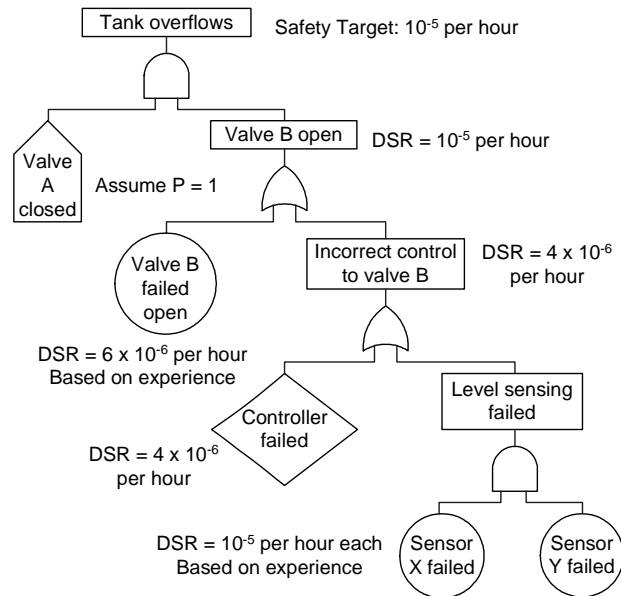 Tank overflows
Safety Target: 10⁻⁵ per hour
Valve B open
DSR = 10⁻⁵ per hour
Valve
A
closed
Assume P = 1
Valve B
failed
open
Incorrect control
to valve B
DSR = 4 x 10⁻⁶
per hour
DSR = 6 x 10⁻⁶ per hour
Based on experience
Controller
failed
Level sensing
failed
DSR = 4 x 10⁻⁶
per hour
DSR = 10⁻⁵ per hour each
Based on experience
Sensor
X failed
Sensor
Y failed